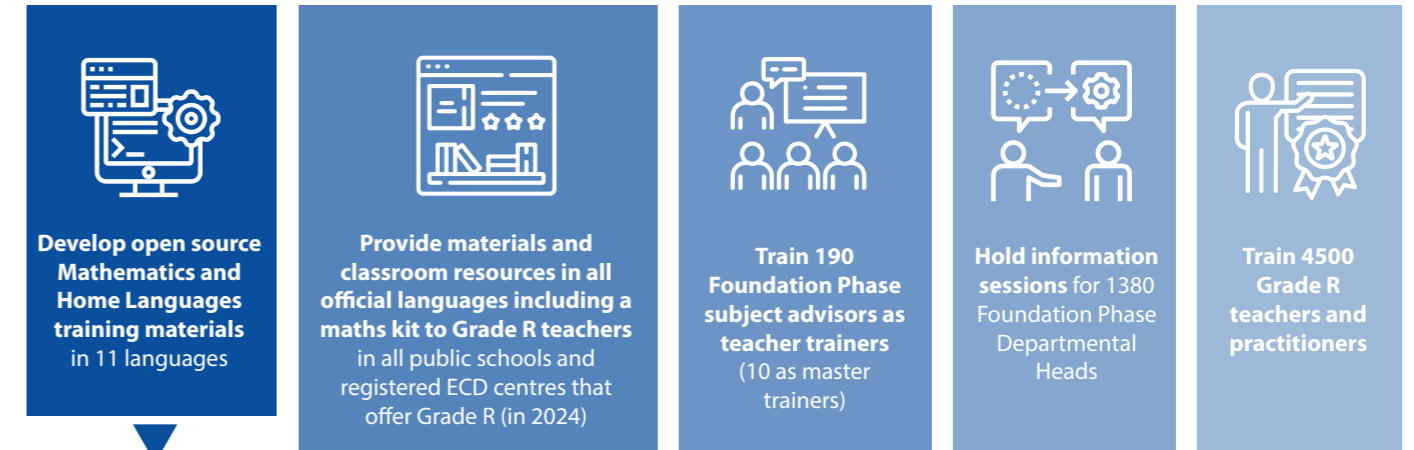 Develop open source
Mathematics and
Home Languages
training materials
in 11 languages
Provide materials and
classroom resources in all
official languages including a
maths kit to Grade R teachers
in all public schools and
registered ECD centres that
offer Grade R (in 2024)
Train 190
Foundation Phase
subject advisors as
teacher trainers
(10 as master
trainers)
Hold information
sessions for 1380
Foundation Phase
Departmental
Heads
Train 4500
Grade R
teachers and
practitioners